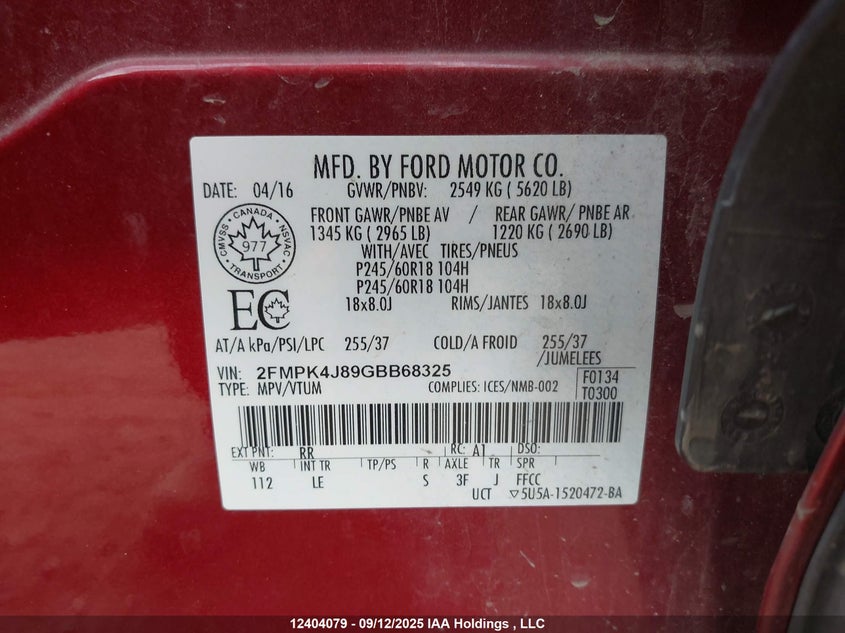 MFD. BY FORD MOTOR CO.
DATE: 04/16 GVWR/PNBV: 2549 KG ( 5620 LB)
FRONT GAWR/PNBE AV / REAR GAWR/ PNBE AR
1345 KG ( 2965 LB) 1220 KG ( 2690 LB)
WITH/AVEC TIRES/PNEUS
P245/60R18 104H
P245/60R18 104H
18x8.0J RIMS/JANTES 18x8.0J
CANADA
CMVSS NSVAC
977
TRANSPORT
EC
AT/A kPa/PSI/LPC 255/37 COLD/A FROID 255/37
/JUMELEES
VIN: 2FMPK4J89GBB68325
TYPE: MPV/VTUM COMPLIES: ICES/NMB-002
F0134
T0300
EXT PNT: RR RC: A1 DSO:
WB INT TR TP/PS R AXLE TR SPR
112 LE S 3F J FFCC
UCT ▽5U5A-1520472-BA
12404079 - 09/12/2025 IAA Holdings , LLC